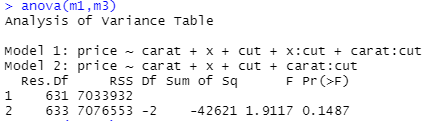 > anova(m1,m3)
Analysis of Variance Table

Model 1: price ~ carat + x + cut + x:cut + carat:cut
Model 2: price ~ carat + x + cut + carat:cut
  Res.Df     RSS Df Sum of Sq      F Pr(>F)
1    631 7033932
2    633 7076553 -2    -42621 1.9117 0.1487